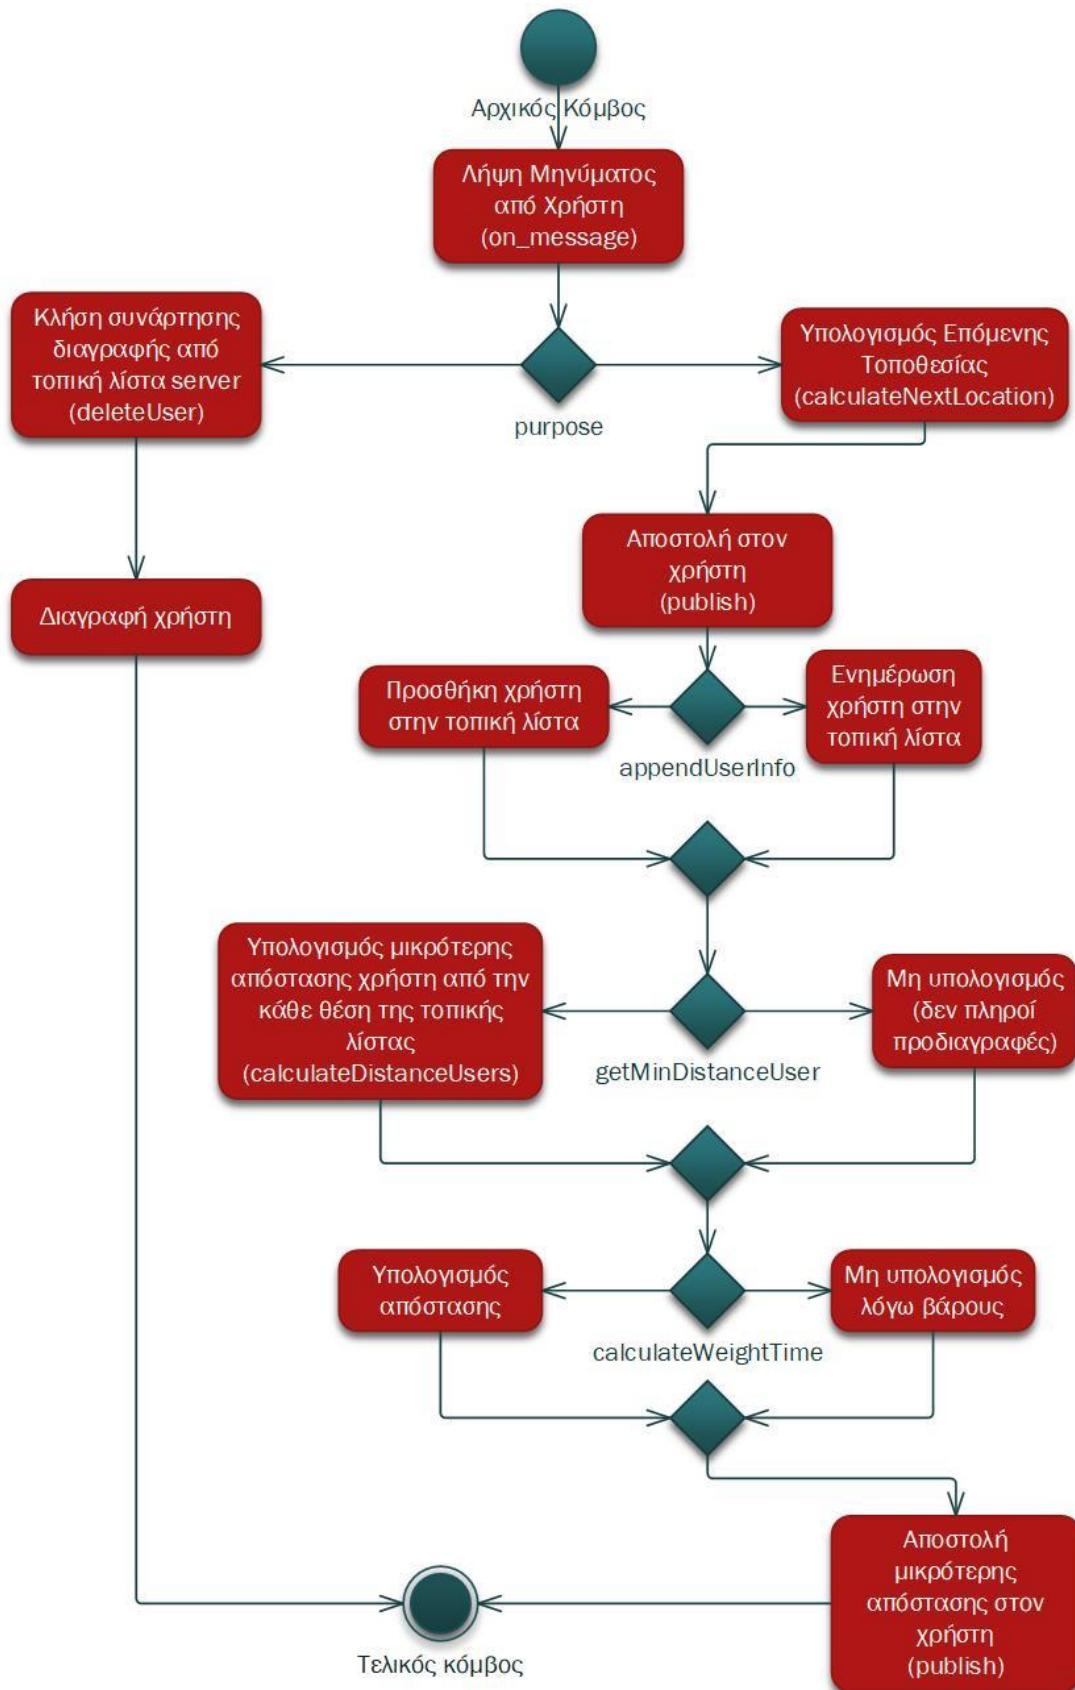 Αρχικός Κόμβος
Λήψη Μηνύματος
από Χρήστη
(on_message)
Κλήση συνάρτησης
διαγραφής από
τοπική λίστα server
(deleteUser)
purpose
Υπολογισμός Επόμενης
Τοποθεσίας
(calculateNextLocation)
Αποστολή στον
χρήστη
(publish)
Διαγραφή χρήστη
Προσθήκη χρήστη
στην τοπική λίστα
appendUserInfo
Ενημέρωση
χρήστη στην
τοπική λίστα
Υπολογισμός μικρότερης
απόστασης χρήστη από την
κάθε θέση της τοπικής
λίστας
(calculateDistanceUsers)
getMinDistanceUser
Μη υπολογισμός
(δεν πληροί
προδιαγραφές)
Υπολογισμός
απόστασης
calculateWeightTime
Μη υπολογισμός
λόγω βάρους
Αποστολή
μικρότερης
απόστασης στον
χρήστη
(publish)
Τελικός κόμβος